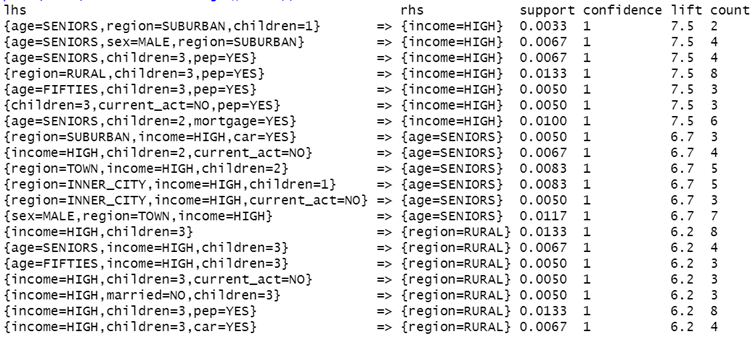 lhs rhs support confidence lift count
{age=SENIORS,region=SUBURBAN,children=1} => {income=HIGH} 0.0033 1 7.5 2
{age=SENIORS,sex=MALE,region=SUBURBAN} => {income=HIGH} 0.0067 1 7.5 4
{age=SENIORS,children=3,pep=YES} => {income=HIGH} 0.0067 1 7.5 4
{region=RURAL,children=3,pep=YES} => {income=HIGH} 0.0133 1 7.5 8
{age=FIFTIES,children=3,pep=YES} => {income=HIGH} 0.0050 1 7.5 3
{children=3,current_act=NO,pep=YES} => {income=HIGH} 0.0050 1 7.5 3
{age=SENIORS,children=2,mortgage=YES} => {income=HIGH} 0.0100 1 7.5 6
{region=SUBURBAN,income=HIGH,car=YES} => {age=SENIORS} 0.0050 1 6.7 3
{income=HIGH,children=2,current_act=NO} => {age=SENIORS} 0.0067 1 6.7 4
{region=TOWN,income=HIGH,children=2} => {age=SENIORS} 0.0083 1 6.7 5
{region=INNER_CITY,income=HIGH,children=1} => {age=SENIORS} 0.0083 1 6.7 5
{region=INNER_CITY,income=HIGH,current_act=NO} => {age=SENIORS} 0.0050 1 6.7 3
{sex=MALE,region=TOWN,income=HIGH} => {age=SENIORS} 0.0117 1 6.7 7
{income=HIGH,children=3} => {region=RURAL} 0.0133 1 6.2 8
{age=SENIORS,income=HIGH,children=3} => {region=RURAL} 0.0067 1 6.2 4
{age=FIFTIES,income=HIGH,children=3} => {region=RURAL} 0.0050 1 6.2 3
{income=HIGH,children=3,current_act=NO} => {region=RURAL} 0.0050 1 6.2 3
{income=HIGH,married=NO,children=3} => {region=RURAL} 0.0050 1 6.2 3
{income=HIGH,children=3,pep=YES} => {region=RURAL} 0.0133 1 6.2 8
{income=HIGH,children=3,car=YES} => {region=RURAL} 0.0067 1 6.2 4